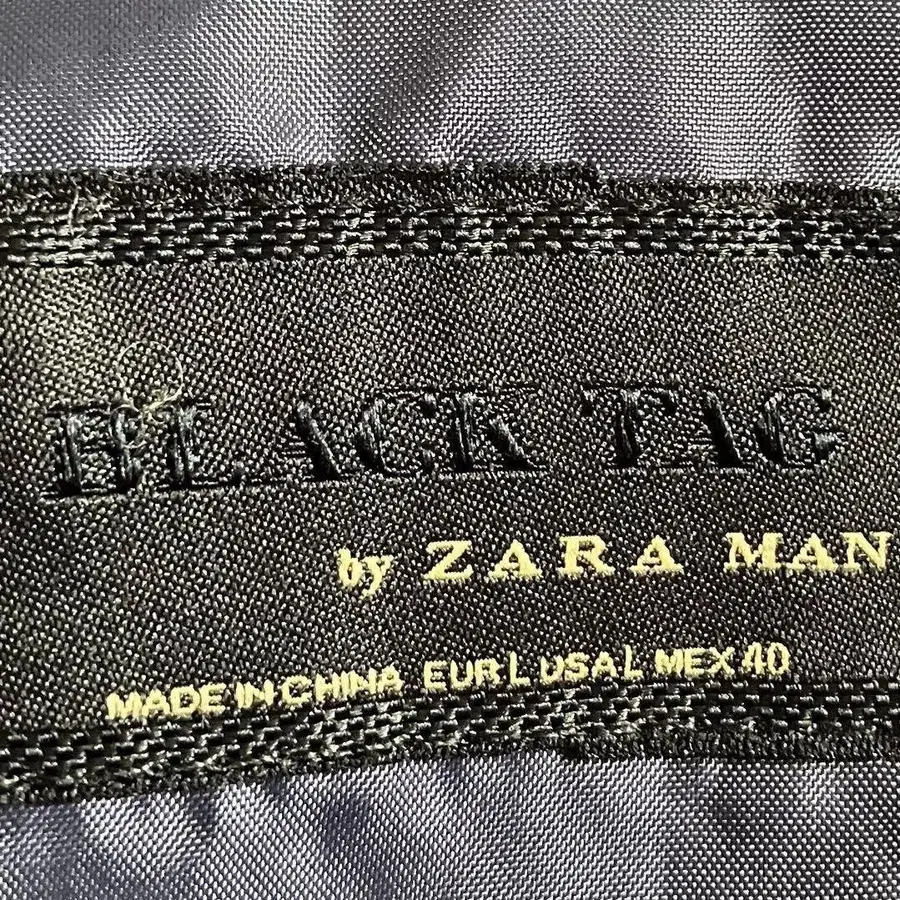 BLACK TAG
by ZARA MAN
MADE IN CHINA EUR L USA L MEX 40